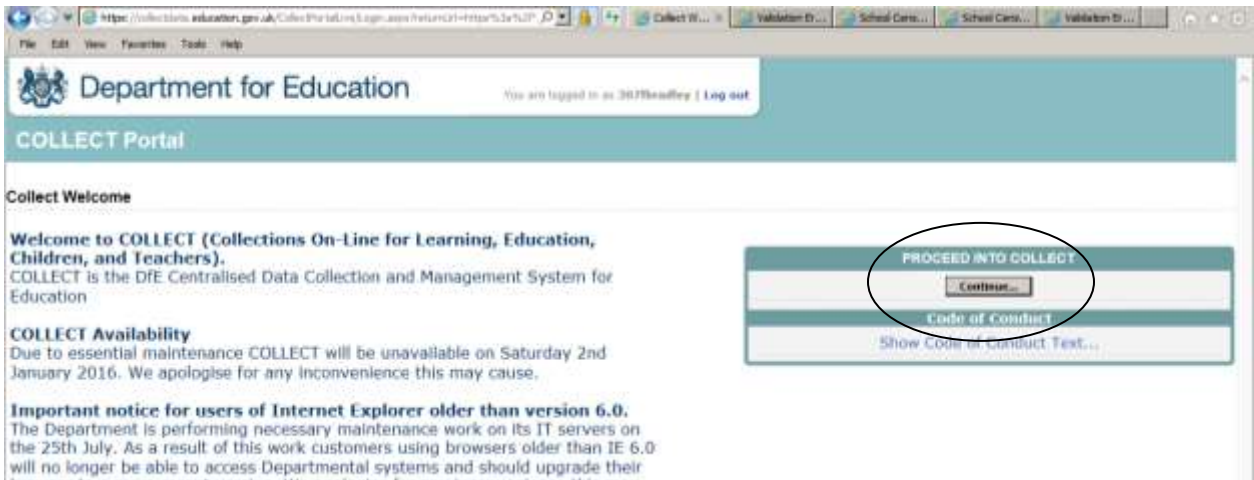 File Edit View Favorites Tools Help
Department for Education
You are logged in as | Log out
COLLECT Portal
Collect Welcome
Welcome to COLLECT (Collections On-Line for Learning, Education,
Children, and Teachers).
COLLECT is the DfE Centralised Data Collection and Management System for
Education
COLLECT Availability
Due to essential maintenance COLLECT will be unavailable on Saturday 2nd
January 2016. We apologise for any inconvenience this may cause.
Important notice for users of Internet Explorer older than version 6.0.
The Department is performing necessary maintenance work on its IT servers on
the 25th July. As a result of this work customers using browsers older than IE 6.0
will no longer be able to access Departmental systems and should upgrade their
PROCEED INTO COLLECT
Continue...
Code of Conduct
Show Code of Conduct Text...